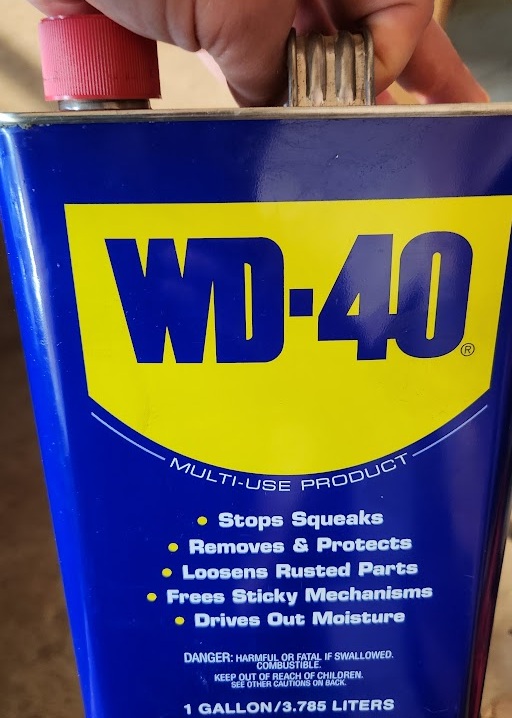 WD-40®
MULTI-USE PRODUCT
• Stops Squeaks
• Removes & Protects
• Loosens Rusted Parts
• Frees Sticky Mechanisms
• Drives Out Moisture
DANGER: HARMFUL OR FATAL IF SWALLOWED.
COMBUSTIBLE.
KEEP OUT OF REACH OF CHILDREN.
SEE OTHER CAUTIONS ON BACK.
1 GALLON/3.785 LITERS